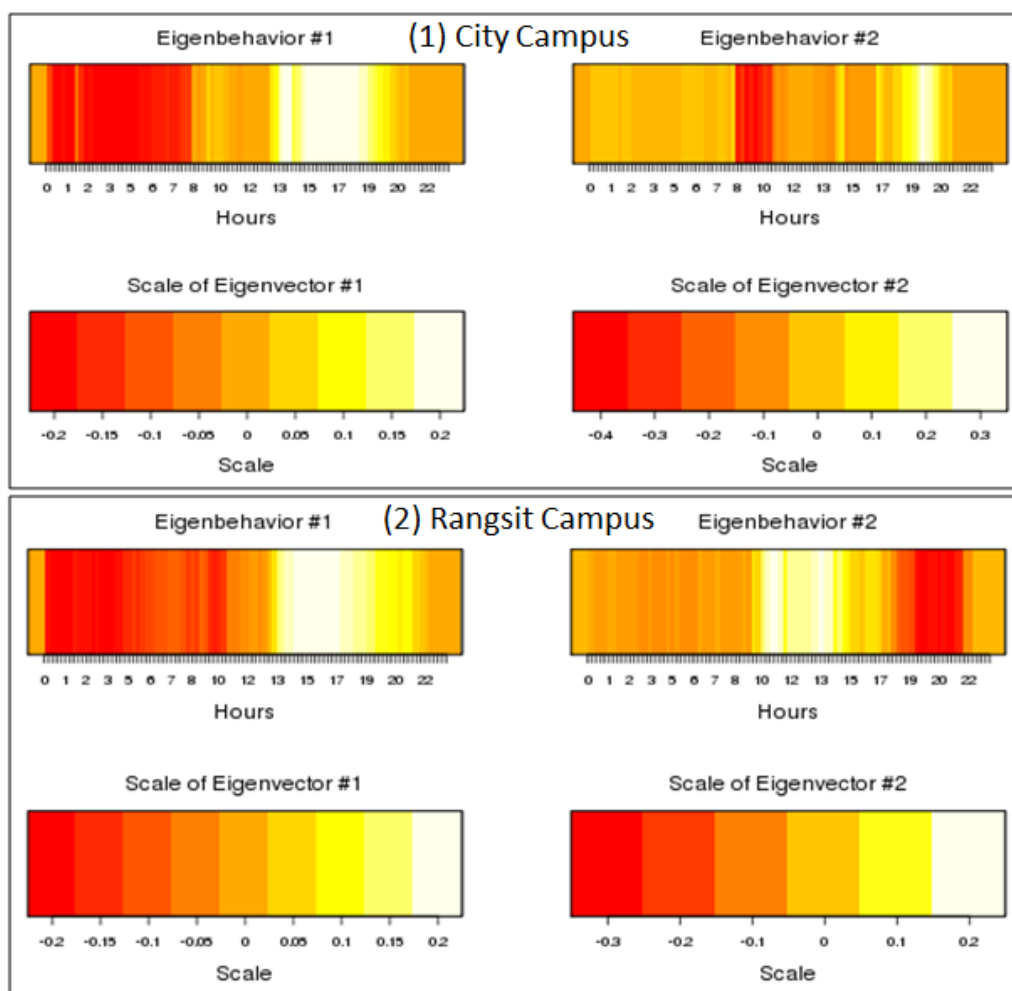 (1) City Campus
Eigenbehavior #1
Eigenbehavior #2
0 1 2 3 5 6 7 8 9 11 13 15 17 19 20 22
Hours
0 1 2 3 5 6 7 8 10 12 13 15 17 19 20 22
Hours
Scale of Eigenvector #1
Scale of Eigenvector #2
-0.2 -0.15 -0.1 -0.05 0 0.05 0.1 0.15 0.2
Scale
-0.4 -0.3 -0.2 -0.1 0 0.1 0.2 0.3
Scale
(2) Rangsit Campus
Eigenbehavior #1
Eigenbehavior #2
0 1 2 3 5 6 7 8 9 11 13 15 17 19 20 22
Hours
0 1 2 3 5 6 7 8 10 12 13 15 17 19 20 22
Hours
Scale of Eigenvector #1
Scale of Eigenvector #2
-0.2 -0.15 -0.1 -0.05 0 0.05 0.1 0.15 0.2
Scale
-0.3 -0.2 -0.1 0 0.1 0.2
Scale